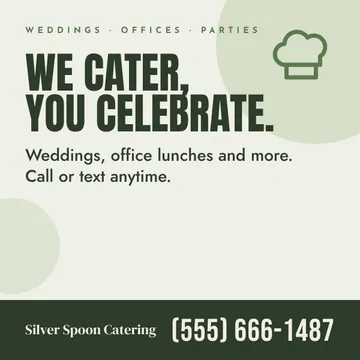 WEDDINGS · OFFICES · PARTIES
WE CATER,
YOU CELEBRATE.
Weddings, office lunches and more.
Call or text anytime.
Silver Spoon Catering (555) 666-1487